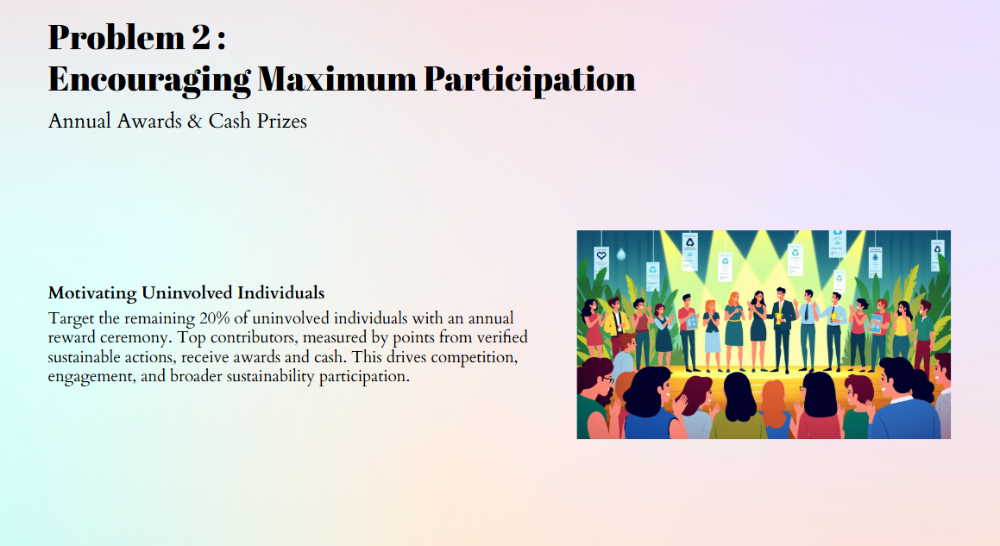 Problem 2 :
Encouraging Maximum Participation
Annual Awards & Cash Prizes
Motivating Uninvolved Individuals
Target the remaining 20% of uninvolved individuals with an annual
reward ceremony. Top contributors, measured by points from verified
sustainable actions, receive awards and cash. This drives competition,
engagement, and broader sustainability participation.